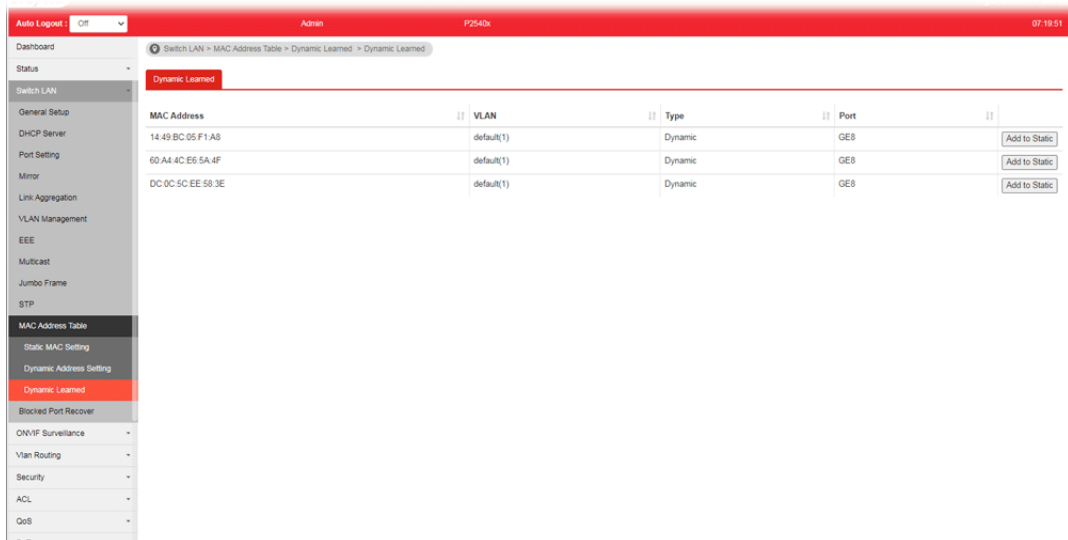 Auto Logout : Off Admin P2540x 07:19:51
Dashboard
Status
Switch LAN
General Setup
DHCP Server
Port Setting
Mirror
Link Aggregation
VLAN Management
EEE
Multicast
Jumbo Frame
STP
MAC Address Table
Static MAC Setting
Dynamic Address Setting
Dynamic Learned
Blocked Port Recover
ONVIF Surveillance
Vlan Routing
Security
ACL
QoS
Switch LAN > MAC Address Table > Dynamic Learned > Dynamic Learned
Dynamic Learned
MAC Address VLAN Type Port
14:49:BC:05:F1:A8 default(1) Dynamic GE8 Add to Static
60:A4:4C:E6:5A:4F default(1) Dynamic GE8 Add to Static
DC:0C:5C:EE:58:3E default(1) Dynamic GE8 Add to Static